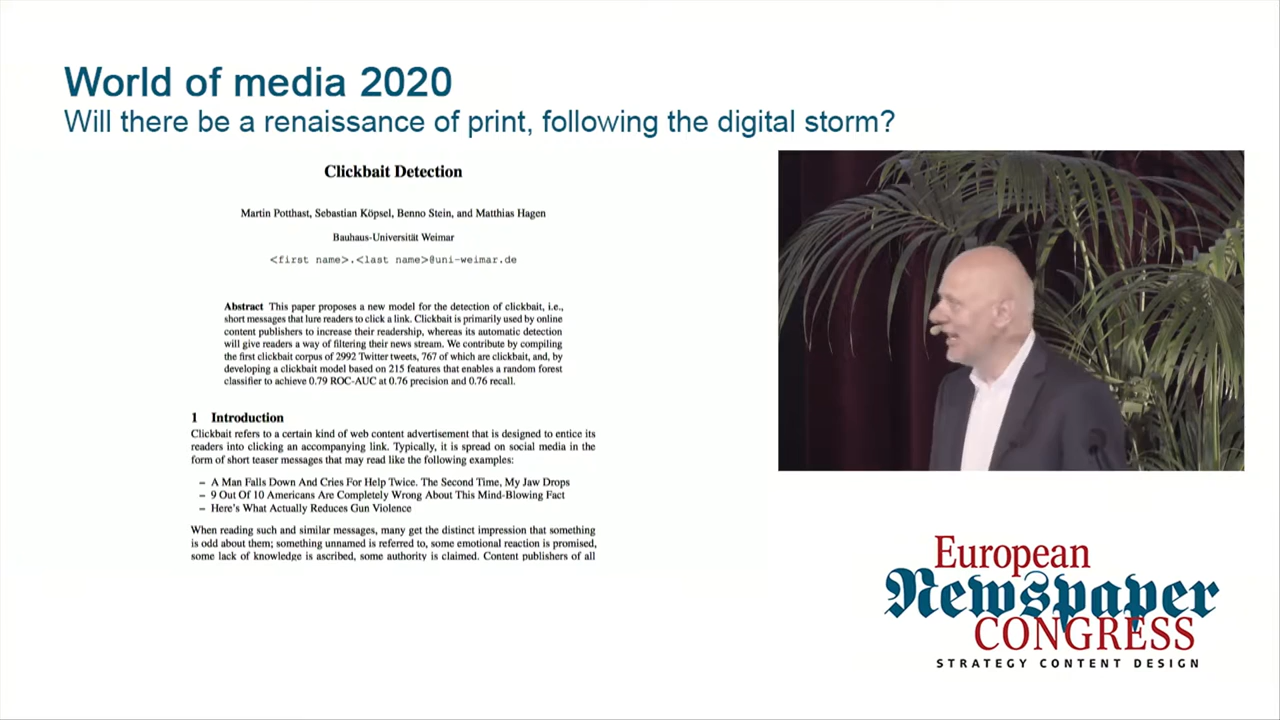 World of media 2020
Will there be a renaissance of print, following the digital storm?
Clickbait Detection
Martin Potthast, Sebastian Köpsel, Benno Stein, and Matthias Hagen
Bauhaus-Universität Weimar
<first name>.<last name>@uni-weimar.de
Abstract This paper proposes a new model for the detection of clickbait, i.e.,
short messages that lure readers to click a link. Clickbait is primarily used by online
content publishers to increase their readership, whereas its automatic detection
will give readers a way of filtering their news stream. We contribute by compiling
the first clickbait corpus of 2992 Twitter tweets, 767 of which are clickbait, and, by
developing a clickbait model based on 215 features that enables a random forest
classifier to achieve 0.79 ROC-AUC at 0.76 precision and 0.76 recall.
1 Introduction
Clickbait refers to a certain kind of web content advertisement that is designed to entice its
readers into clicking an accompanying link. Typically, it is spread on social media in the
form of short teaser messages that may read like the following examples:
– A Man Falls Down And Cries For Help Twice. The Second Time, My Jaw Drops
– 9 Out Of 10 Americans Are Completely Wrong About This Mind-Blowing Fact
– Here's What Actually Reduces Gun Violence
When reading such and similar messages, many get the distinct impression that something
is odd about them; something unnamed is referred to, some emotional reaction is promised,
some lack of knowledge is ascribed, some authority is claimed. Content publishers of all
European
Newspaper
CONGRESS
STRATEGY CONTENT DESIGN